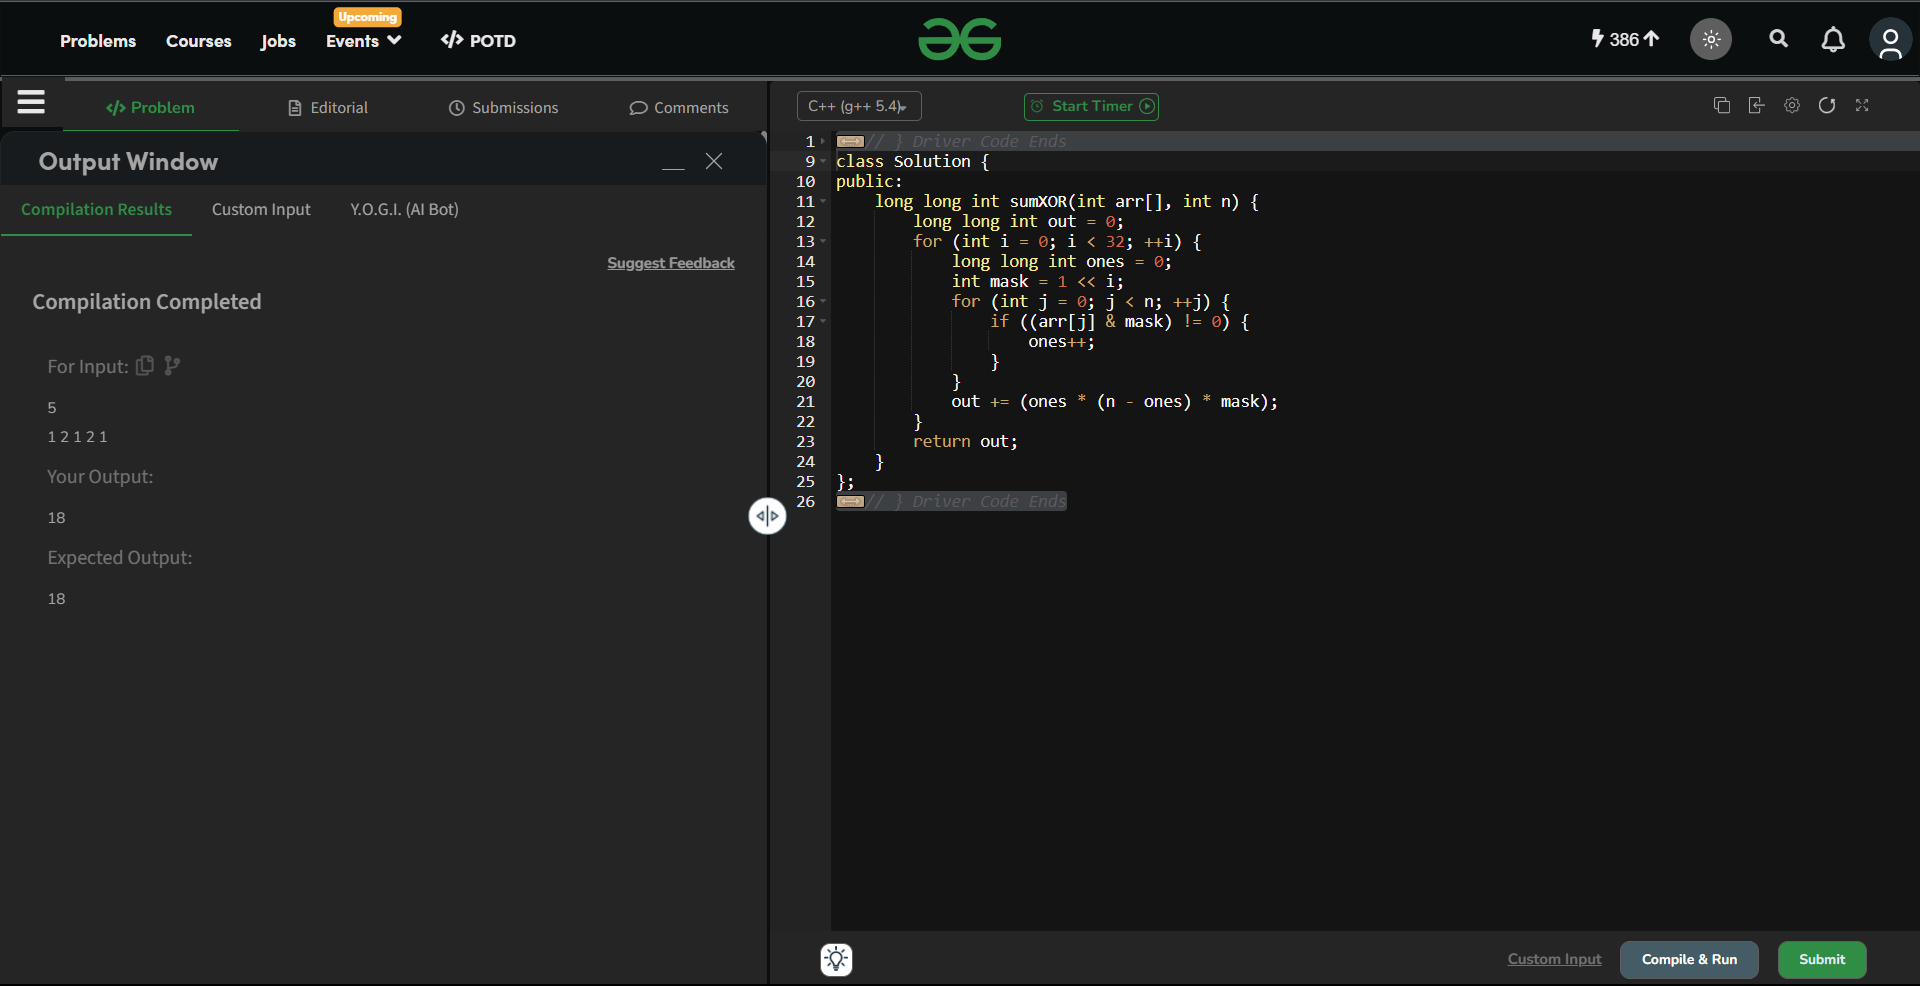 Problems Courses Jobs Upcoming Events </> POTD
386
</> Problem Editorial Submissions Comments
Output Window
Compilation Results Custom Input Y.O.G.I. (AI Bot)
Suggest Feedback
Compilation Completed
For Input:
5
1 2 1 2 1
Your Output:
18
Expected Output:
18
C++ (g++ 5.4) Start Timer
1 // } Driver Code Ends
9 class Solution {
10 public:
11     long long int sumXOR(int arr[], int n) {
12         long long int out = 0;
13         for (int i = 0; i < 32; ++i) {
14             long long int ones = 0;
15             int mask = 1 << i;
16             for (int j = 0; j < n; ++j) {
17                 if ((arr[j] & mask) != 0) {
18                     ones++;
19                 }
20             }
21             out += (ones * (n - ones) * mask);
22         }
23         return out;
24     }
25 };
26 // } Driver Code Ends
Custom Input Compile & Run Submit